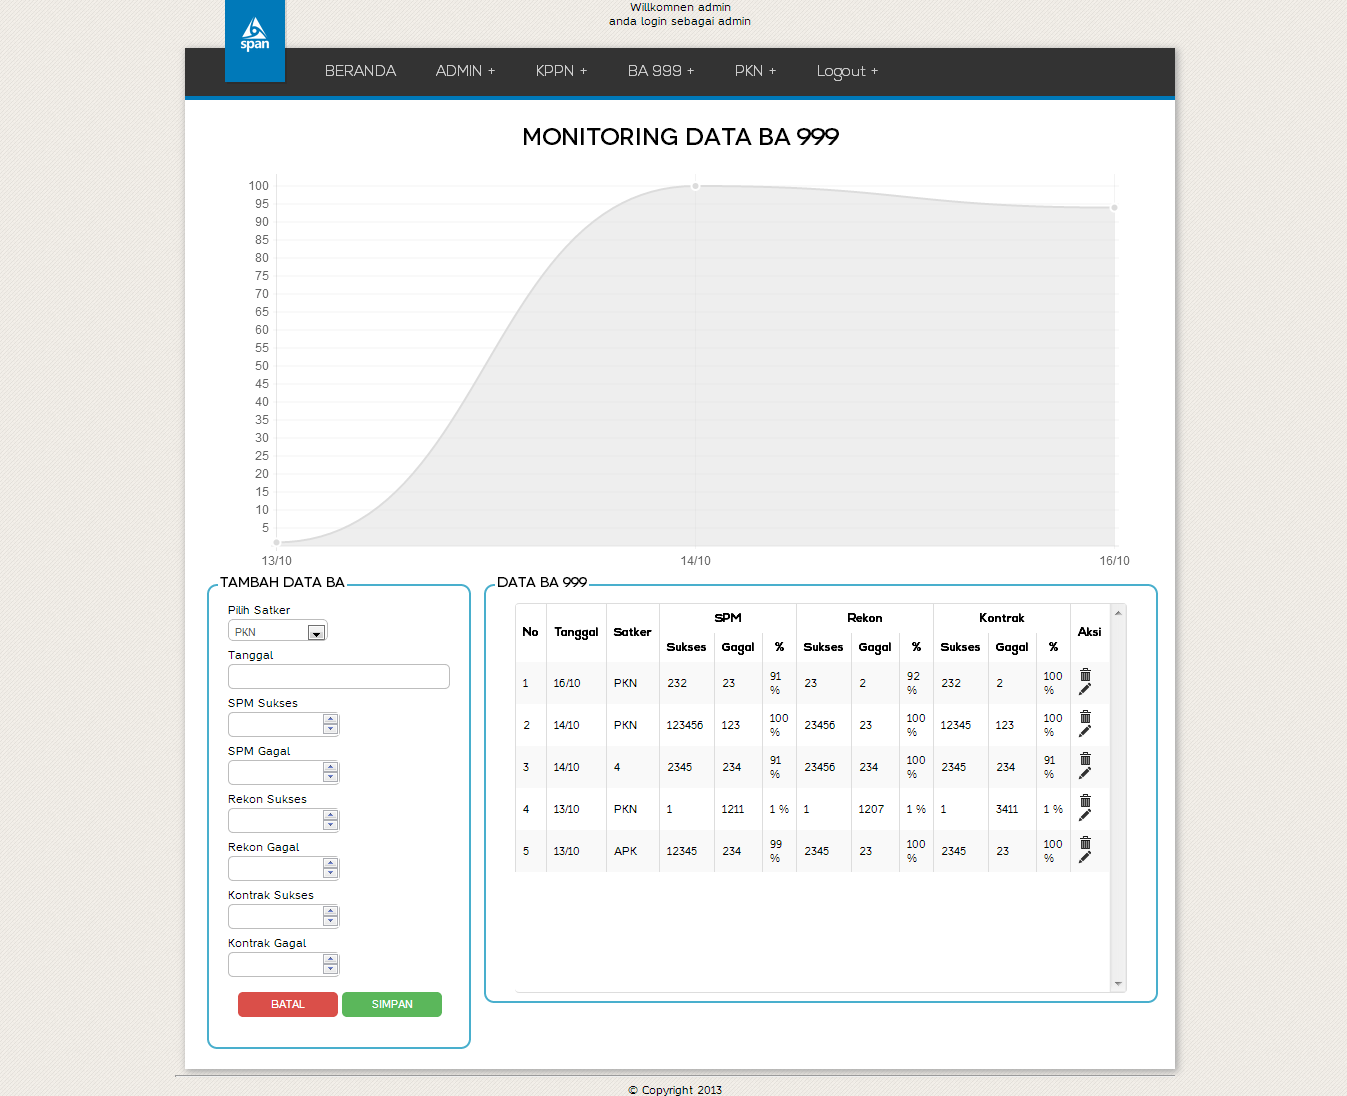 Willkomnen admin
anda login sebagai admin
span
BERANDA ADMIN + KPPN + BA 999 + PKN + Logout +
MONITORING DATA BA 999
100
95
90
85
80
75
70
65
60
55
50
45
40
35
30
25
20
15
10
5
13/10 14/10 16/10
TAMBAH DATA BA
Pilih Satker
PKN
Tanggal
SPM Sukses
SPM Gagal
Rekon Sukses
Rekon Gagal
Kontrak Sukses
Kontrak Gagal
BATAL SIMPAN
DATA BA 999
No Tanggal Satker SPM Rekon Kontrak Aksi
Sukses Gagal % Sukses Gagal % Sukses Gagal %
1 16/10 PKN 232 23 91 % 23 2 92 % 232 2 100 %
2 14/10 PKN 123456 123 100 % 23456 23 100 % 12345 123 100 %
3 14/10 4 2345 234 91 % 23456 234 100 % 2345 234 91 %
4 13/10 PKN 1 1211 1 % 1 1207 1 % 1 3411 1 %
5 13/10 APK 12345 234 99 % 2345 23 100 % 2345 23 100 %
© Copyright 2013